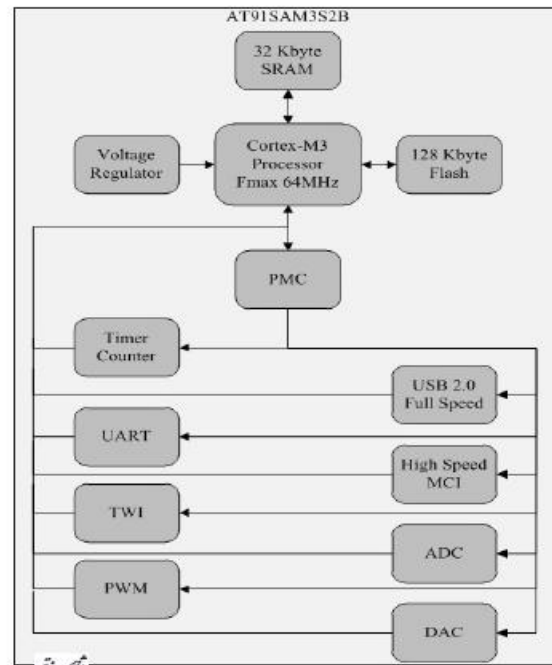 AT91SAM3S2B
32 Kbyte
SRAM
Voltage
Regulator
Cortex-M3
Processor
Fmax 64MHz
128 Kbyte
Flash
PMC
Timer
Counter
USB 2.0
Full Speed
UART
High Speed
MCI
TWI
ADC
PWM
DAC